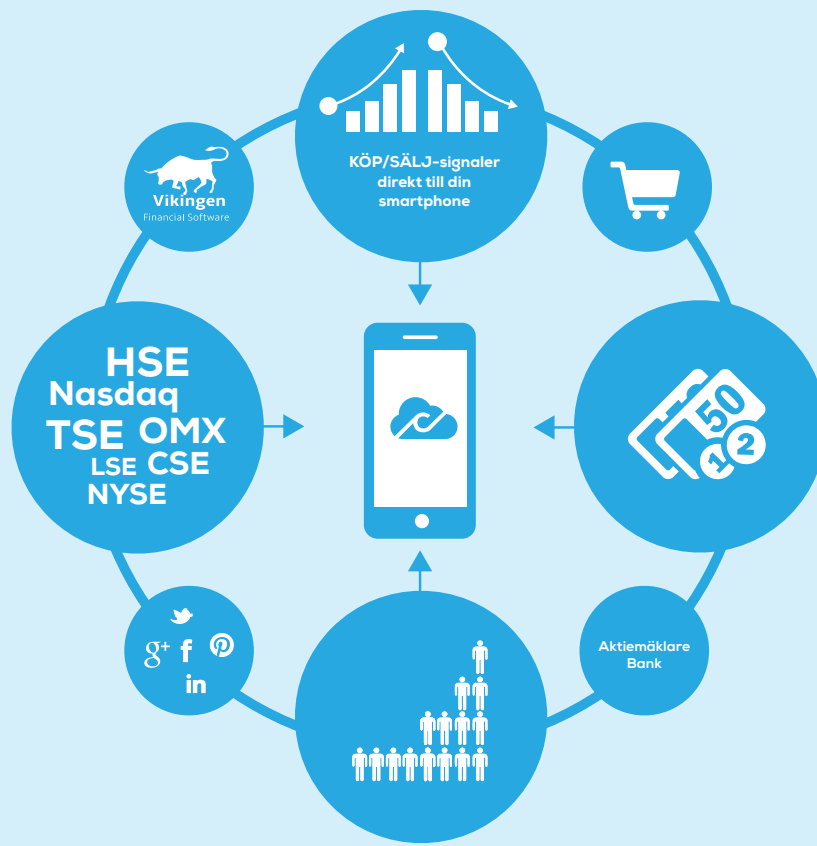 KÖP/SÄLJ-signaler
direkt till din
smartphone
Vikingen
Financial Software
HSE
Nasdaq
TSE OMX
LSE CSE
NYSE
50
1 2
g+ f
in
Aktiemäklare
Bank